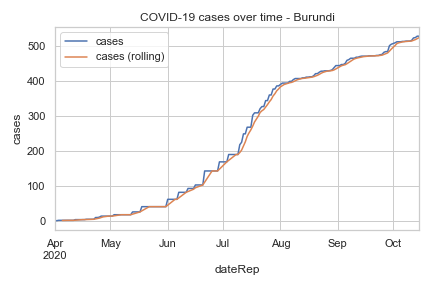 COVID-19 cases over time - Burundi
cases
cases (rolling)
500
400
300
200
100
0
cases
Apr
2020
May
Jun
Jul
Aug
Sep
Oct
dateRep